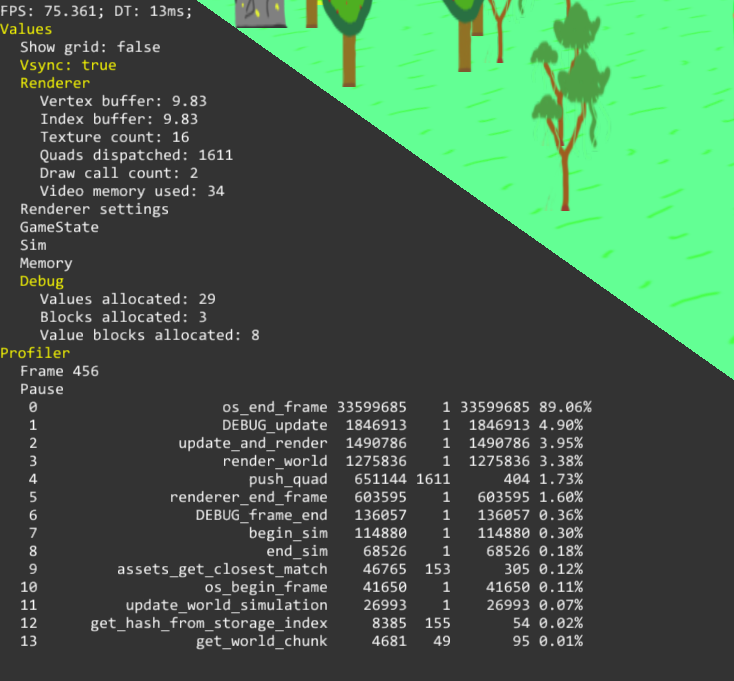 FPS: 75.361; DT: 13ms;
Values
Show grid: false
Vsync: true
Renderer
Vertex buffer: 9.83
Index buffer: 9.83
Texture count: 16
Quads dispatched: 1611
Draw call count: 2
Video memory used: 34
Renderer settings
GameState
Sim
Memory
Debug
Values allocated: 29
Blocks allocated: 3
Value blocks allocated: 8
Profiler
Frame 456
Pause
0 os_end_frame 33599685 1 33599685 89.06%
1 DEBUG_update 1846913 1 1846913 4.90%
2 update_and_render 1490786 1 1490786 3.95%
3 render_world 1275836 1 1275836 3.38%
4 push_quad 651144 1611 404 1.73%
5 renderer_end_frame 603595 1 603595 1.60%
6 DEBUG_frame_end 136057 1 136057 0.36%
7 begin_sim 114880 1 114880 0.30%
8 end_sim 68526 1 68526 0.18%
9 assets_get_closest_match 46765 153 305 0.12%
10 os_begin_frame 41650 1 41650 0.11%
11 update_world_simulation 26993 1 26993 0.07%
12 get_hash_from_storage_index 8385 155 54 0.02%
13 get_world_chunk 4681 49 95 0.01%